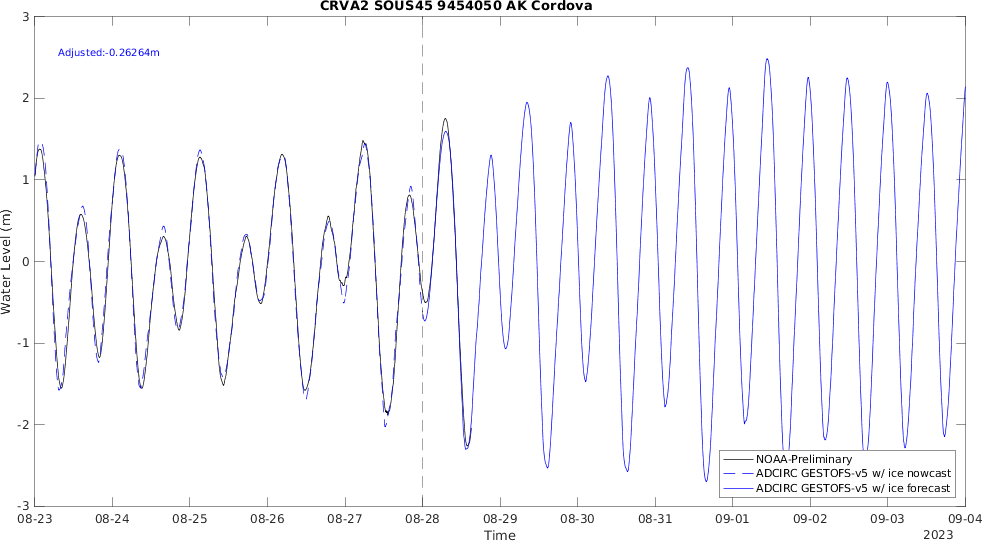 CRVA2 SOUS45 9454050 AK Cordova
Adjusted:-0.26264m
3
2
1
0
-1
-2
-3
Water Level (m)
NOAA-Preliminary
ADCIRC GESTOFS-v5 w/ ice nowcast
ADCIRC GESTOFS-v5 w/ ice forecast
08-23 08-24 08-25 08-26 08-27 08-28 08-29 08-30 08-31 09-01 09-02 09-03 09-04
Time
2023